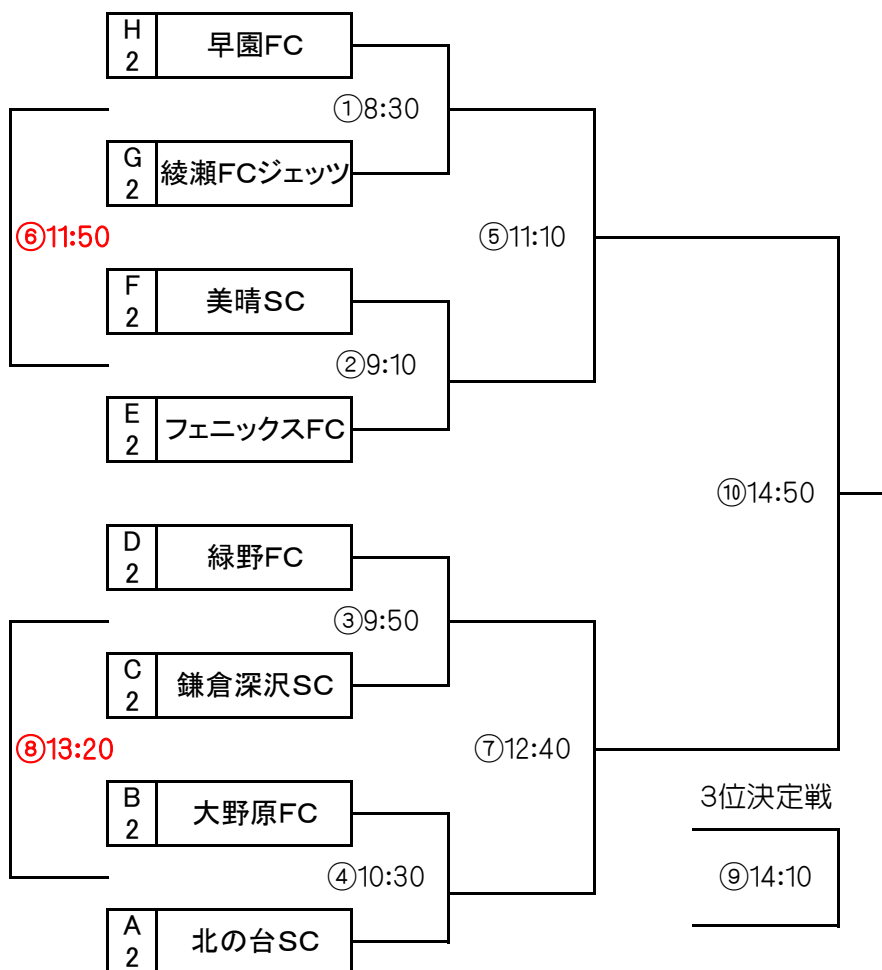 H
2
早園FC
①8:30
G
2
綾瀬FCジェッツ
⑥11:50
⑤11:10
F
2
美晴SC
②9:10
E
2
フェニックスFC
⑩14:50
D
2
緑野FC
③9:50
C
2
鎌倉深沢SC
⑧13:20
⑦12:40
B
2
大野原FC
3位決定戦
④10:30
⑨14:10
A
2
北の台SC